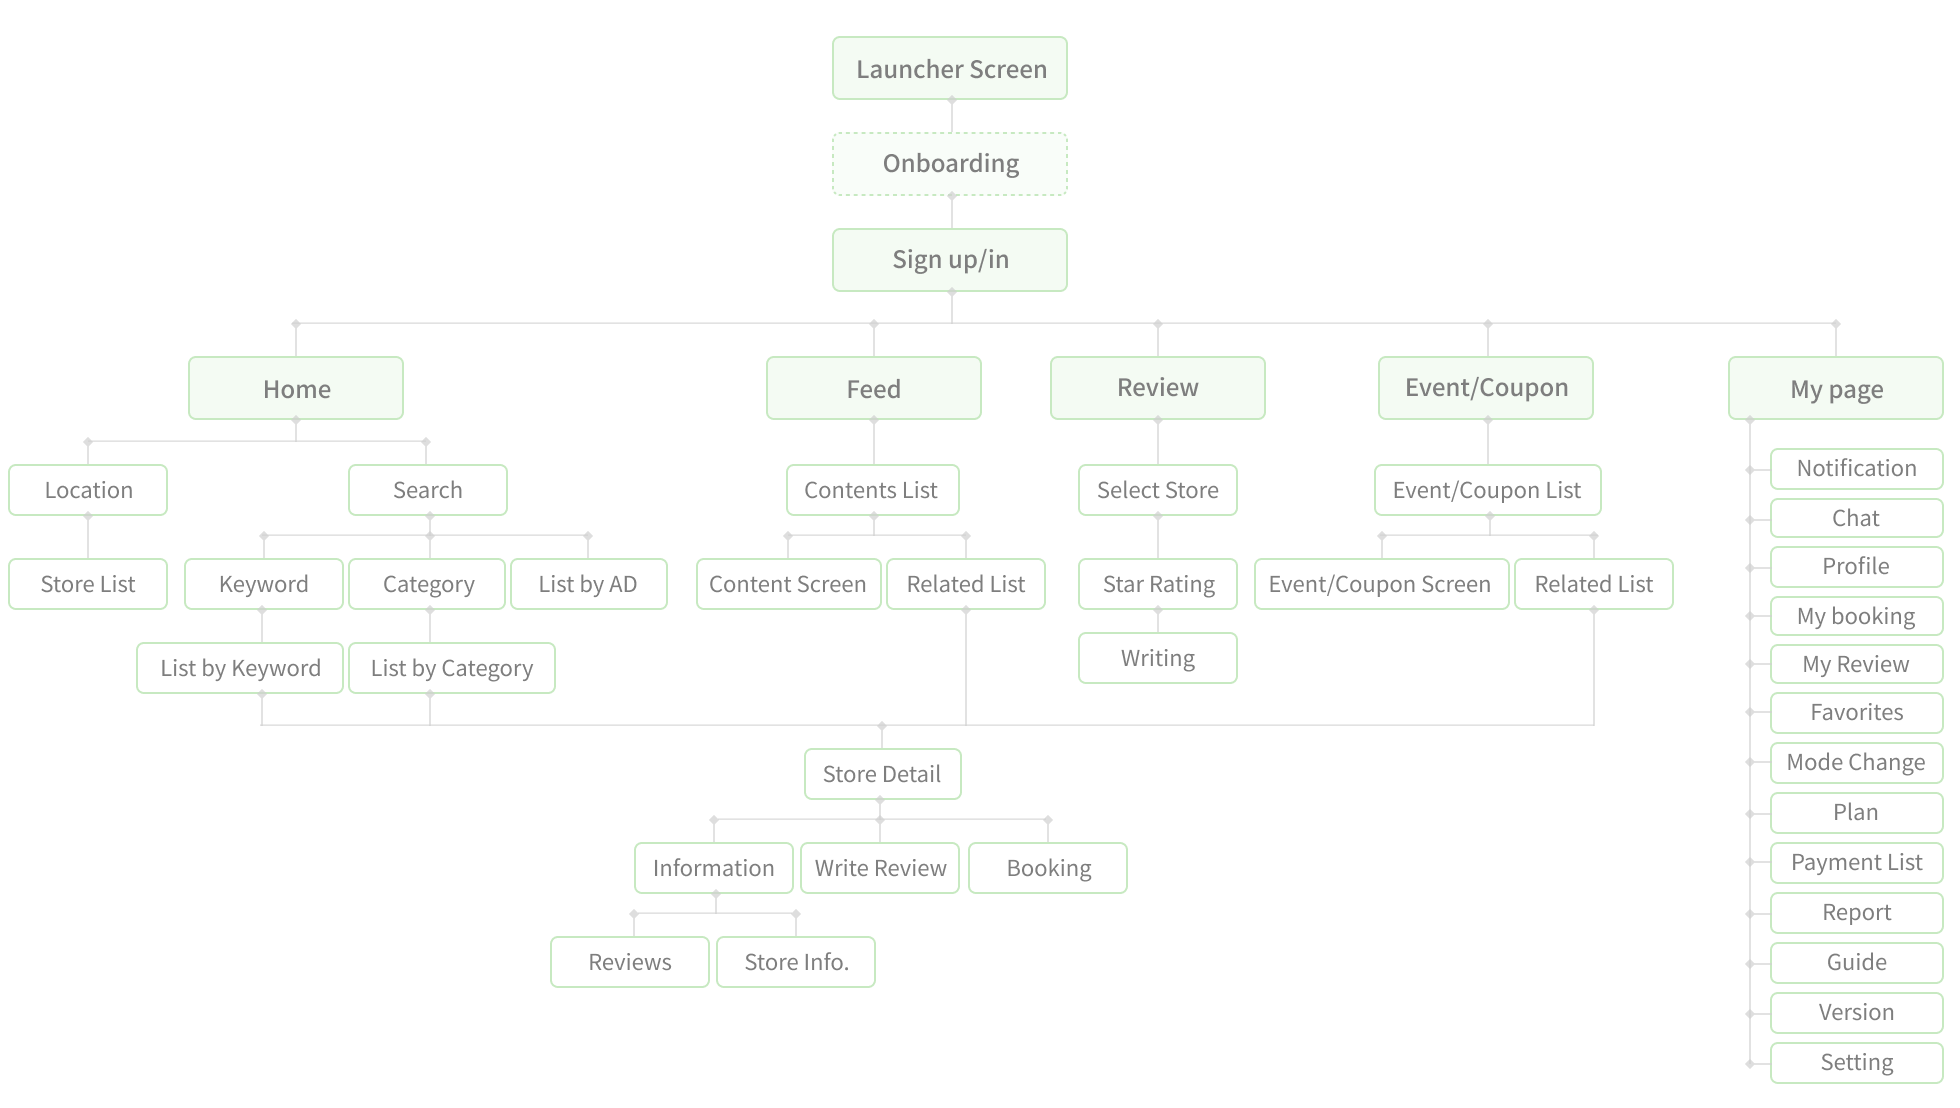 Launcher Screen
Onboarding
Sign up/in
Home
Feed
Review
Event/Coupon
My page
Location
Search
Contents List
Select Store
Event/Coupon List
Store List
Keyword
Category
List by AD
Content Screen
Related List
Star Rating
Event/Coupon Screen
Related List
List by Keyword
List by Category
Writing
Store Detail
Information
Write Review
Booking
Reviews
Store Info.
Notification
Chat
Profile
My booking
My Review
Favorites
Mode Change
Plan
Payment List
Report
Guide
Version
Setting